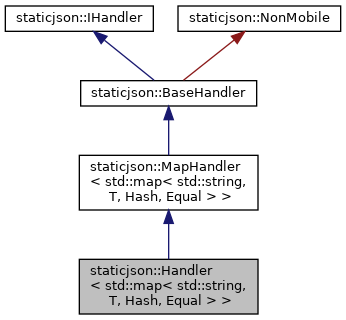 staticjson::IHandler
staticjson::NonMobile
staticjson::BaseHandler
staticjson::MapHandler
< std::map< std::string,
T, Hash, Equal > >
staticjson::Handler
< std::map< std::string,
T, Hash, Equal > >